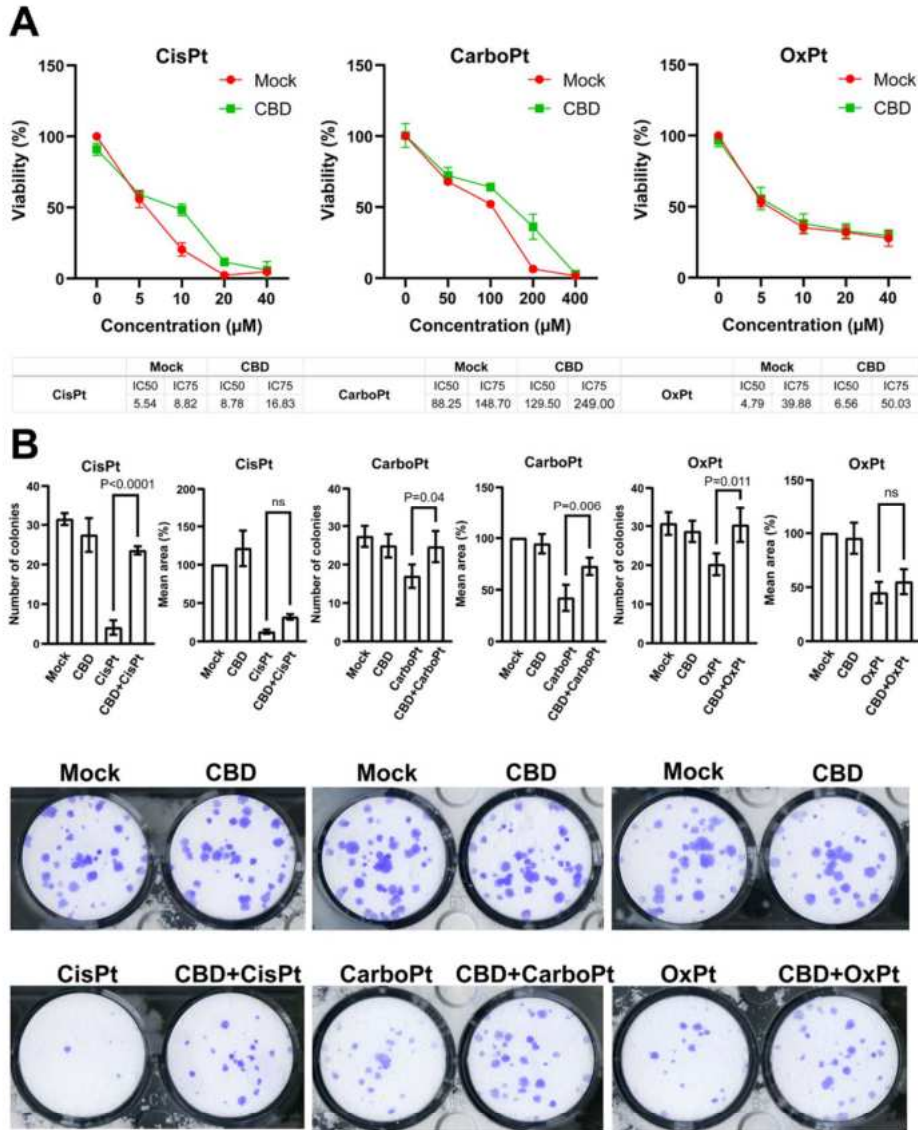 A
CisPt
CarboPt
OxPt
150
100
50
0
Viability (%)
Mock
CBD
0 5 10 20 40
Concentration (µM)
150
100
50
0
Viability (%)
Mock
CBD
0 50 100 200 400
Concentration (µM)
150
100
50
0
Viability (%)
Mock
CBD
0 5 10 20 40
Concentration (µM)
Mock CBD Mock CBD Mock CBD
CisPt IC50 IC75 IC50 IC75 CarboPt IC50 IC75 IC50 IC75 OxPt IC50 IC75 IC50 IC75
5.54 8.82 8.78 16.83 88.25 148.70 129.50 249.00 4.79 39.88 6.56 50.03
B
CisPt
Number of colonies
40
30
20
10
0
P<0.0001
Mock CBD CisPt CBD+CisPt
CisPt
Mean area (%)
200
150
100
50
0
ns
Mock CBD CisPt CBD+CisPt
CarboPt
Number of colonies
40
30
20
10
0
P=0.04
Mock CBD CarboPt CBD+CarboPt
CarboPt
Mean area (%)
150
100
50
0
P=0.006
Mock CBD CarboPt CBD+CarboPt
OxPt
Number of colonies
40
30
20
10
0
P=0.011
Mock CBD OxPt CBD+OxPt
OxPt
Mean area (%)
150
100
50
0
ns
Mock CBD OxPt CBD+OxPt
Mock CBD Mock CBD Mock CBD
CisPt CBD+CisPt CarboPt CBD+CarboPt OxPt CBD+OxPt